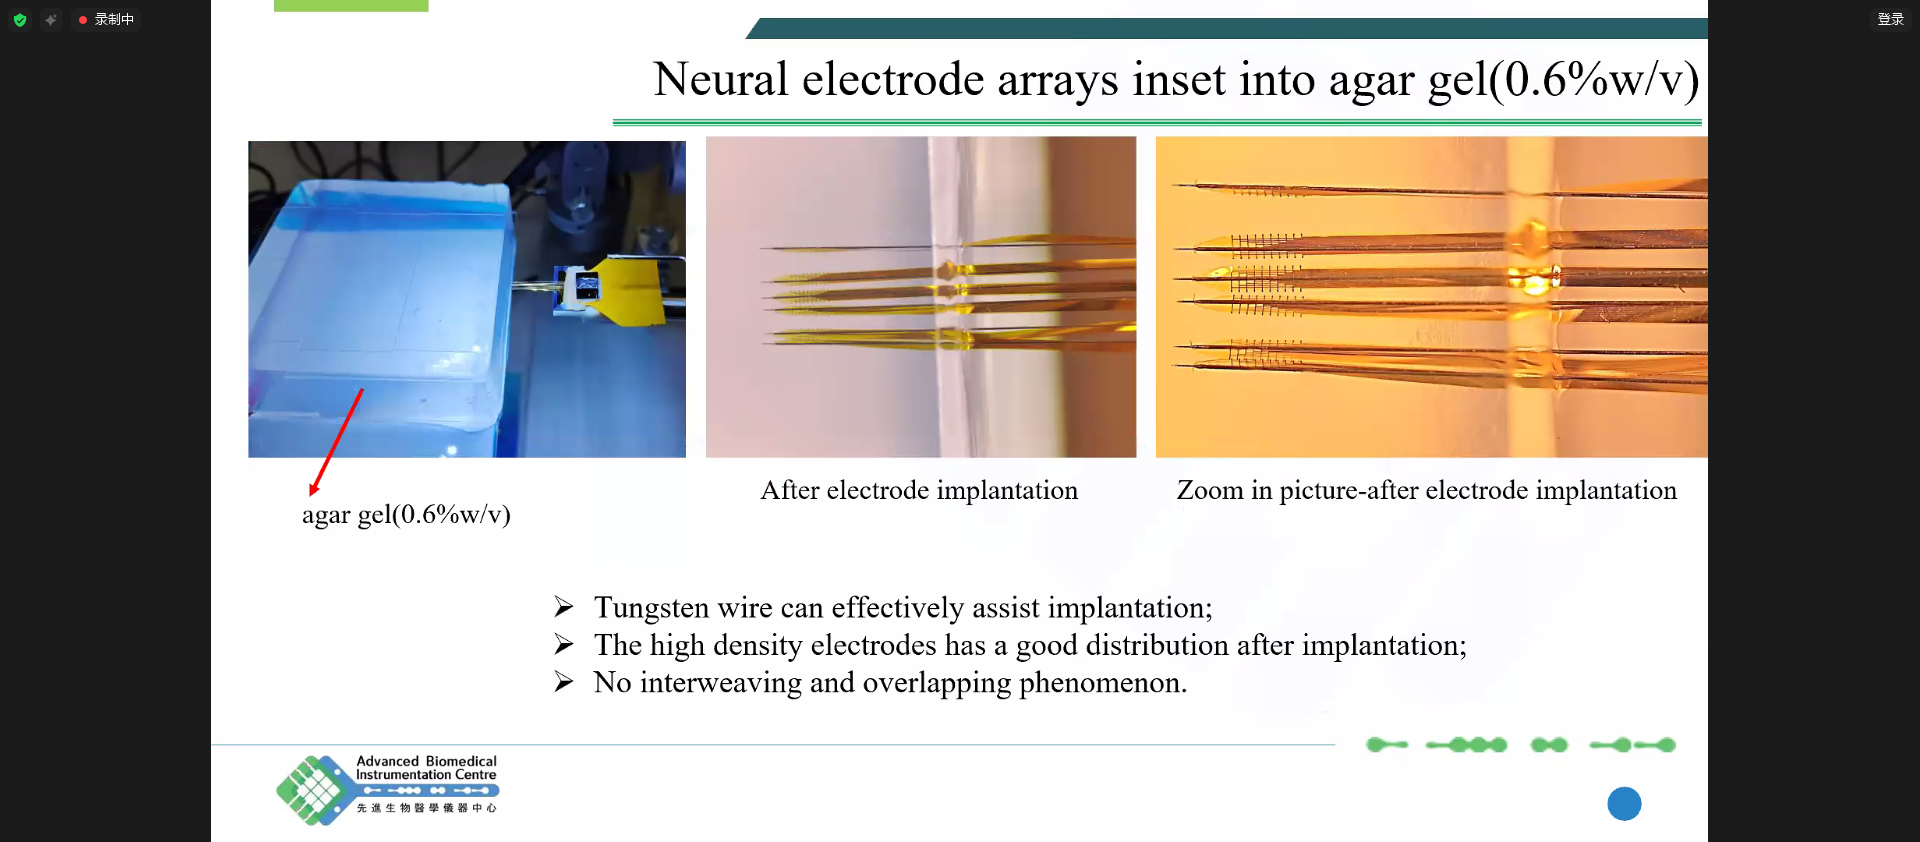 录制中
登录
Neural electrode arrays inset into agar gel(0.6%w/v)
agar gel(0.6%w/v)
After electrode implantation
Zoom in picture-after electrode implantation
Tungsten wire can effectively assist implantation;
The high density electrodes has a good distribution after implantation;
No interweaving and overlapping phenomenon.
Advanced Biomedical
Instrumentation Centre
先進生物醫學儀器中心